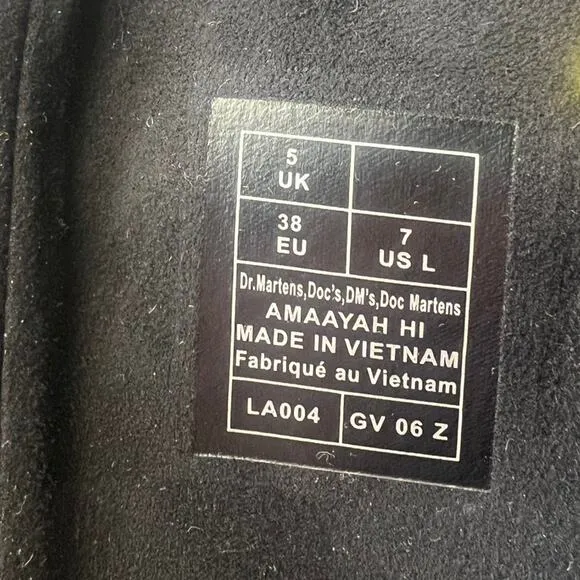 5
UK
38
EU
7
US L
Dr.Martens,Doc's,DM's,Doc Martens
AMAAYAH HI
MADE IN VIETNAM
Fabriqué au Vietnam
LA004
GV 06 Z